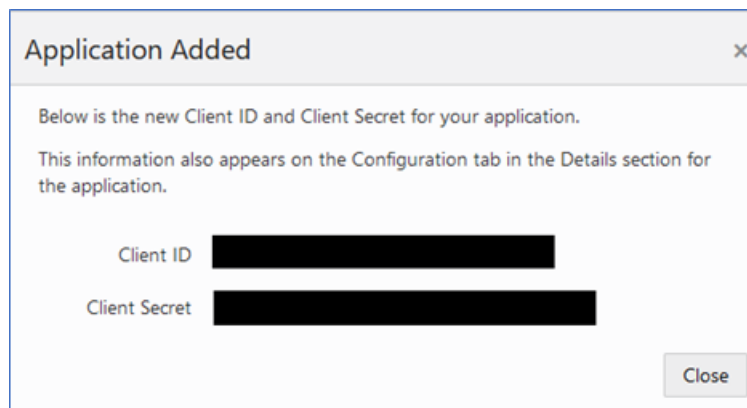 Application Added
Below is the new Client ID and Client Secret for your application.
This information also appears on the Configuration tab in the Details section for
the application.
Client ID
Client Secret
Close